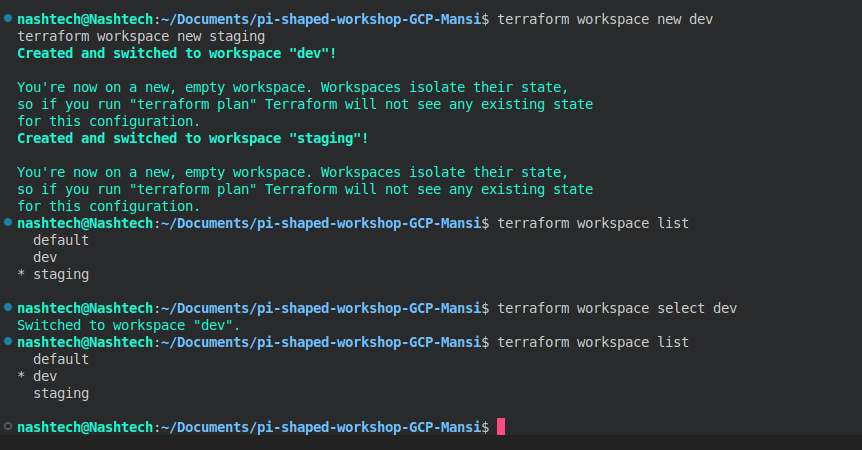 nashtech@Nashtech:~/Documents/pi-shaped-workshop-GCP-Mansi$ terraform workspace new dev
terraform workspace new staging
Created and switched to workspace "dev"!
You're now on a new, empty workspace. Workspaces isolate their state,
so if you run "terraform plan" Terraform will not see any existing state
for this configuration.
Created and switched to workspace "staging"!
You're now on a new, empty workspace. Workspaces isolate their state,
so if you run "terraform plan" Terraform will not see any existing state
for this configuration.
nashtech@Nashtech:~/Documents/pi-shaped-workshop-GCP-Mansi$ terraform workspace list
  default
  dev
* staging
nashtech@Nashtech:~/Documents/pi-shaped-workshop-GCP-Mansi$ terraform workspace select dev
Switched to workspace "dev".
nashtech@Nashtech:~/Documents/pi-shaped-workshop-GCP-Mansi$ terraform workspace list
  default
* dev
  staging
nashtech@Nashtech:~/Documents/pi-shaped-workshop-GCP-Mansi$